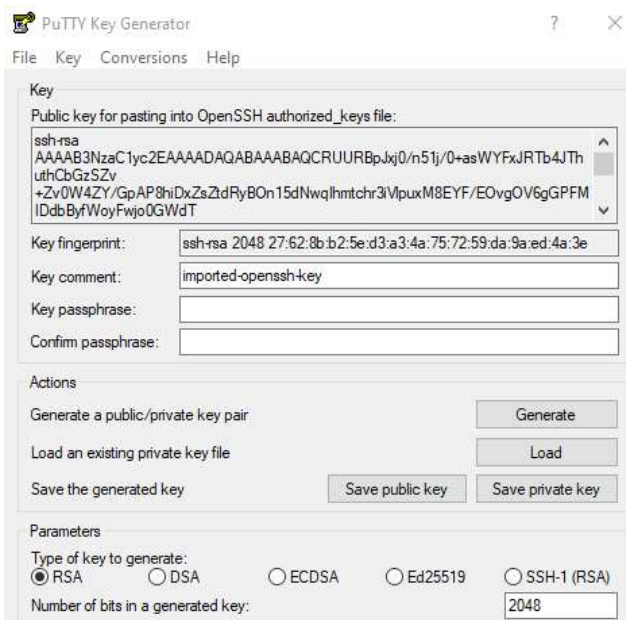 PuTTY Key Generator
? ×
File Key Conversions Help
Key
Public key for pasting into OpenSSH authorized_keys file:
ssh-rsa
AAAAB3NzaC1yc2EAAAADAQABAAABAQCRUURBpJxj0/n51j/0+asWYFxJRTb4JTh
uthCbGzSZv
+Zv0W4ZY/GpAP8hiDxZsZtdRyBOn15dNwqlhmtchr3iVlpuxM8EYF/EOvgOV6gGPFM
IDdbByfWoyFwjo0GWdT
Key fingerprint: ssh-rsa 2048 27:62:8b:b2:5e:d3:a3:4a:75:72:59:da:9a:ed:4a:3e
Key comment: imported-openssh-key
Key passphrase:
Confirm passphrase:
Actions
Generate a public/private key pair Generate
Load an existing private key file Load
Save the generated key Save public key Save private key
Parameters
Type of key to generate:
RSA DSA ECDSA Ed25519 SSH-1 (RSA)
Number of bits in a generated key: 2048